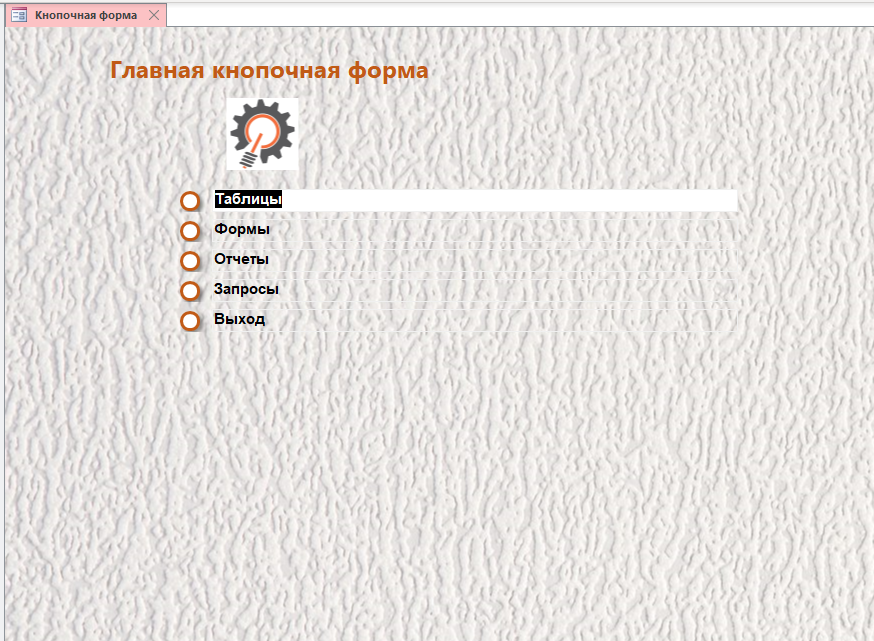 Кнопочная форма
Главная кнопочная форма
Таблицы
Формы
Отчеты
Запросы
Выход